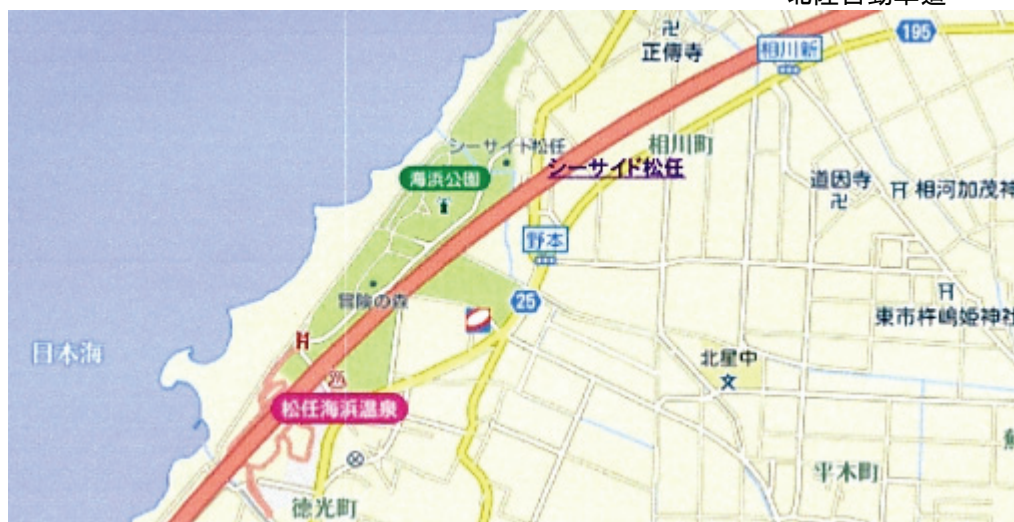 北陸自動車道
卍
正傳寺
相川新
195
シーサイド松任
相川町
シーサイド松任
海浜公園
道因寺
卍
相河加茂神
野本
25
冒険の森
東市杵嶋姫神社
日本海
北星中
文
松任海浜温泉
平木町
徳光町